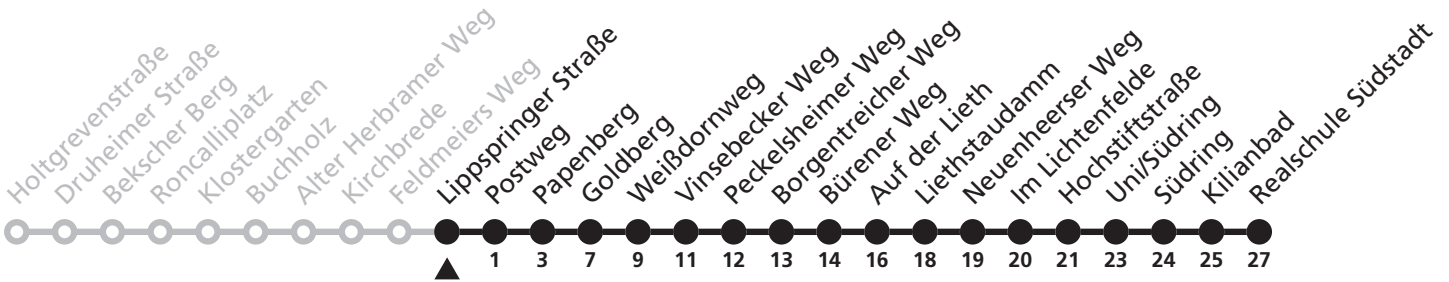 Holtgrevenstraße
Druheimer Straße
Bekscher Berg
Roncalliplatz
Klostergarten
Buchholz
Alter Herbramer Weg
Kirchbrede
Feldmeiers Weg
Lippspringer Straße
Postweg
Papenberg
Goldberg
Weißdornweg
Vinsebecker Weg
Peckelsheimer Weg
Borgentreicher Weg
Bürener Weg
Auf der Lieth
Liethstaudamm
Neuenheerser Weg
Im Lichtenfelde
Hochstiftstraße
Uni/Südring
Südring
Kilianbad
Realschule Südstadt
1 3 7 9 11 12 13 14 16 18 19 20 21 23 24 25 27